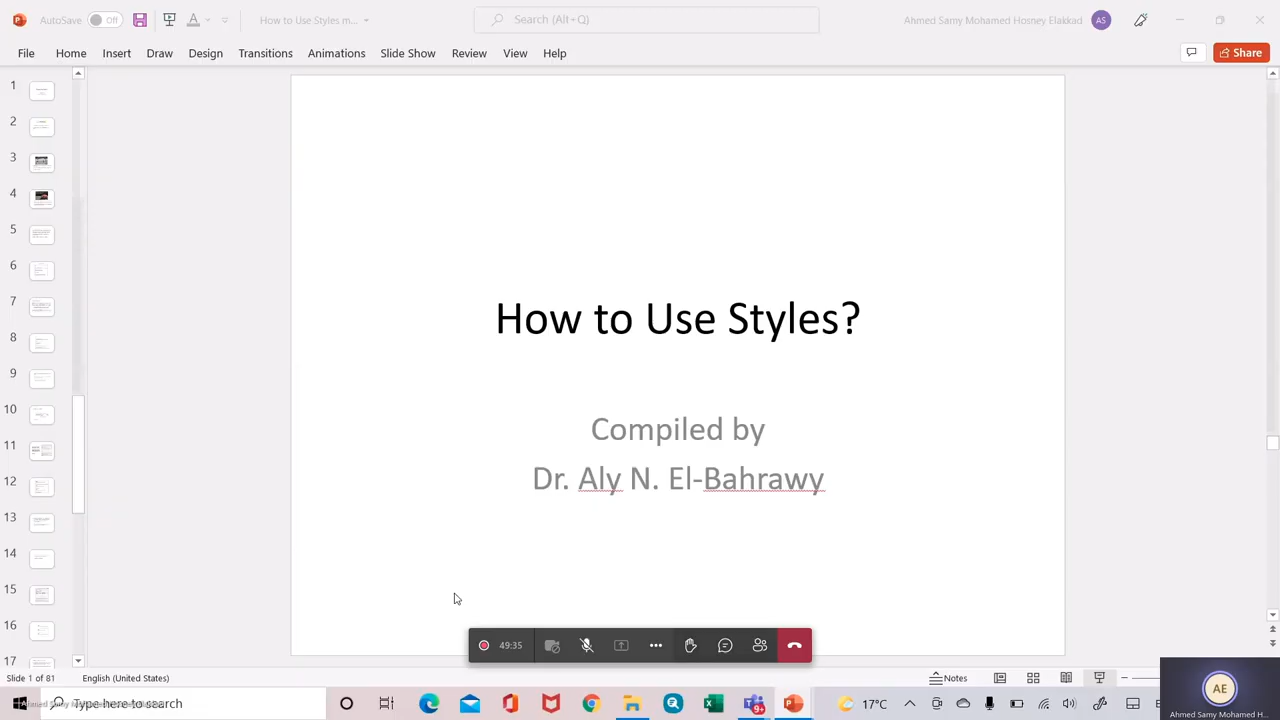 AutoSave Off How to Use Styles m... Search (Alt+Q) Ahmed Samy Mohamed Hosney Elakkad AS
File Home Insert Draw Design Transitions Animations Slide Show Review View Help Share
1
2
3
4
5
6
7
8
9
10
11
12
13
14
15
16
17
How to Use Styles?
Compiled by
Dr. Aly N. El-Bahrawy
49:35
Slide 1 of 81 English (United States) Notes
Type here to search 17°C
AE
Ahmed Samy Mohamed H...